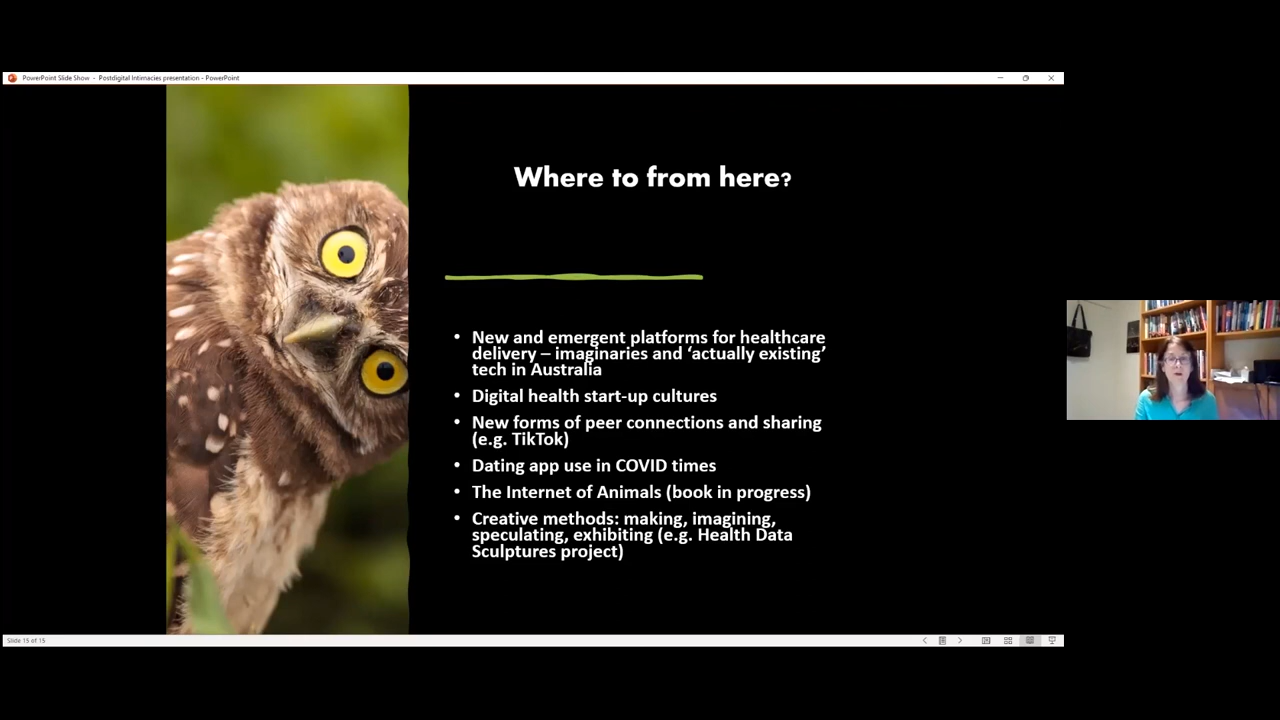 PowerPoint Slide Show - Postdigital Intimacies presentation - PowerPoint
Where to from here?
• New and emergent platforms for healthcare
delivery – imaginaries and ‘actually existing’
tech in Australia
• Digital health start-up cultures
• New forms of peer connections and sharing
(e.g. TikTok)
• Dating app use in COVID times
• The Internet of Animals (book in progress)
• Creative methods: making, imagining,
speculating, exhibiting (e.g. Health Data
Sculptures project)
Slide 15 of 15